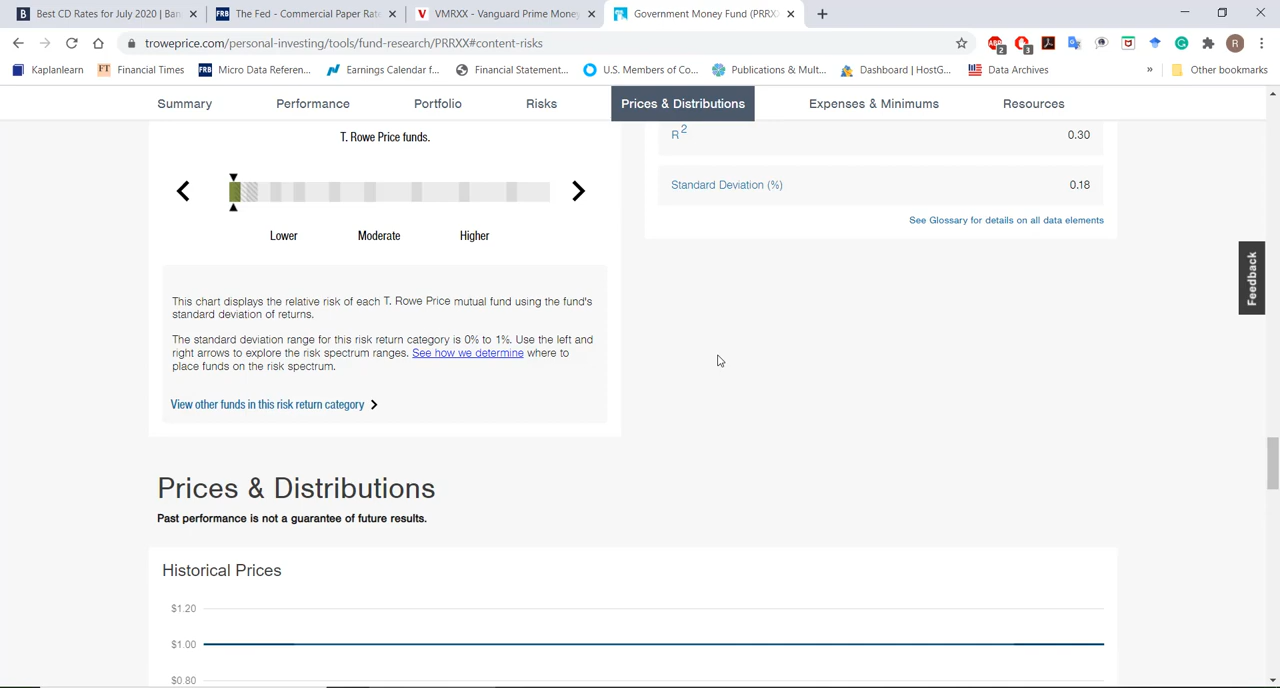 Best CD Rates for July 2020 | Ban
The Fed - Commercial Paper Rate
VMRXX - Vanguard Prime Money
Government Money Fund (PRRX
troweprice.com/personal-investing/tools/fund-research/PRRXX#content-risks
Kaplanlearn
Financial Times
Micro Data Referen...
Earnings Calendar f...
Financial Statement...
U.S. Members of Co...
Publications & Mult...
Dashboard | HostG...
Data Archives
»
Other bookmarks
Summary
Performance
Portfolio
Risks
Prices & Distributions
Expenses & Minimums
Resources
T. Rowe Price funds.
Lower
Moderate
Higher
This chart displays the relative risk of each T. Rowe Price mutual fund using the fund's
standard deviation of returns.
The standard deviation range for this risk return category is 0% to 1%. Use the left and
right arrows to explore the risk spectrum ranges. See how we determine where to
place funds on the risk spectrum.
View other funds in this risk return category
R2 0.30
Standard Deviation (%) 0.18
See Glossary for details on all data elements
Feedback
Prices & Distributions
Past performance is not a guarantee of future results.
Historical Prices
$1.20
$1.00
$0.80